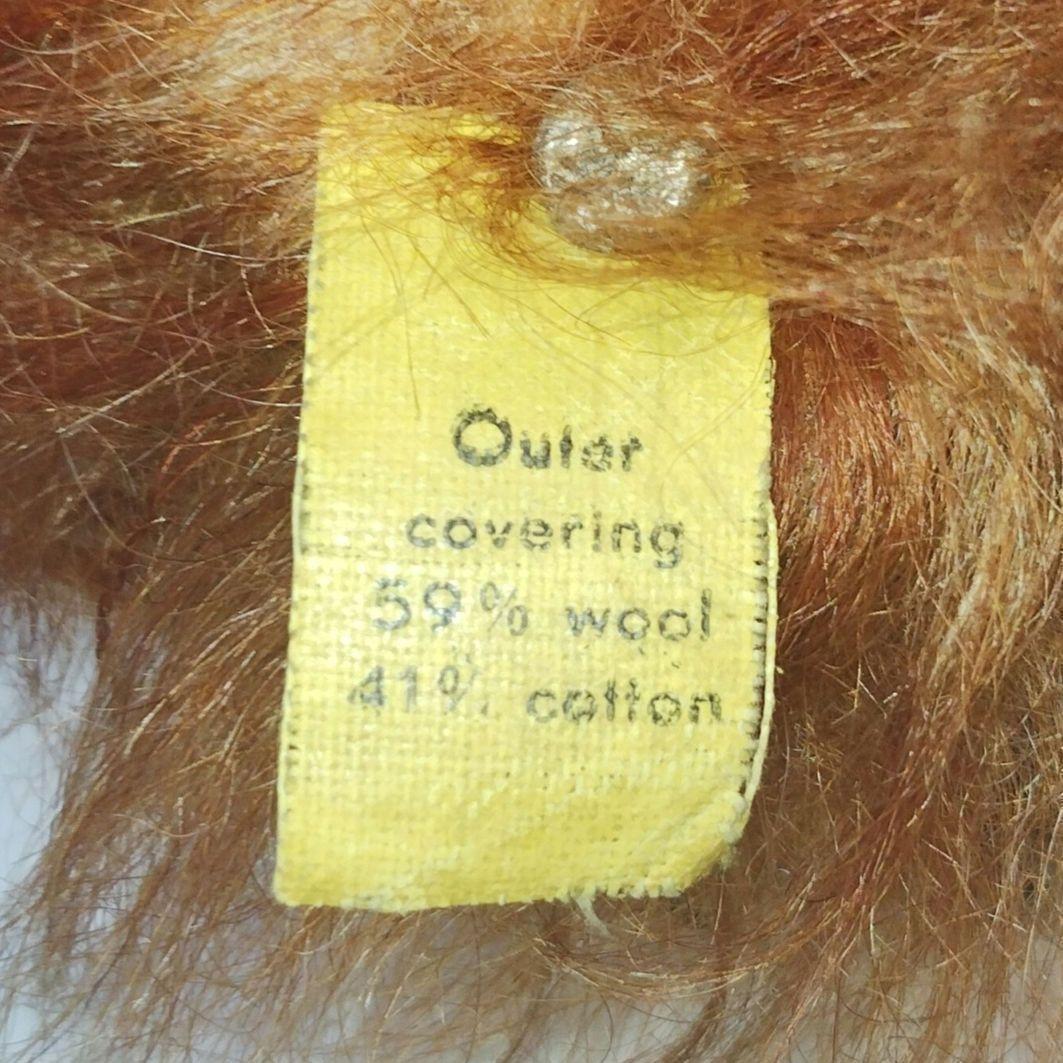 Outer
covering
59% wool
41% cotton